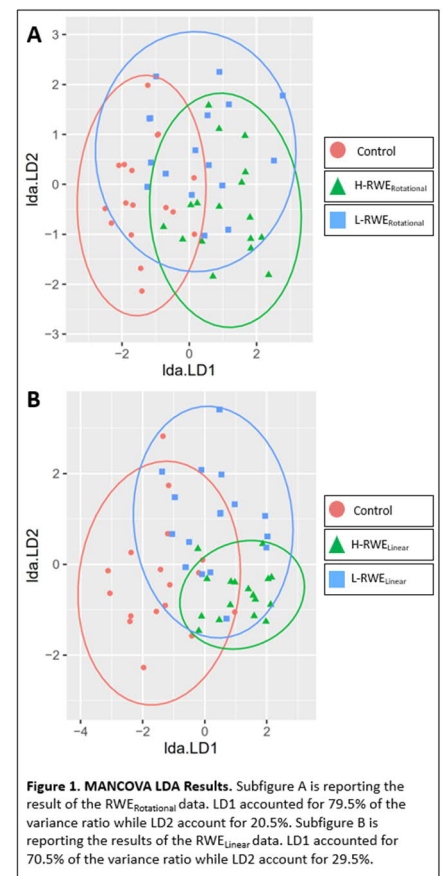 A
3
2
1
0
−1
−2
−3
lda.LD2
−2
0
2
lda.LD1
Control
H-RWERotational
L-RWERotational
B
2
0
−2
lda.LD2
−4
−2
0
2
lda.LD1
Control
H-RWELinear
L-RWELinear
Figure 1. MANCOVA LDA Results. Subfigure A is reporting the
result of the RWERotational data. LD1 accounted for 79.5% of the
variance ratio while LD2 account for 20.5%. Subfigure B is
reporting the results of the RWELinear data. LD1 accounted for
70.5% of the variance ratio while LD2 account for 29.5%.